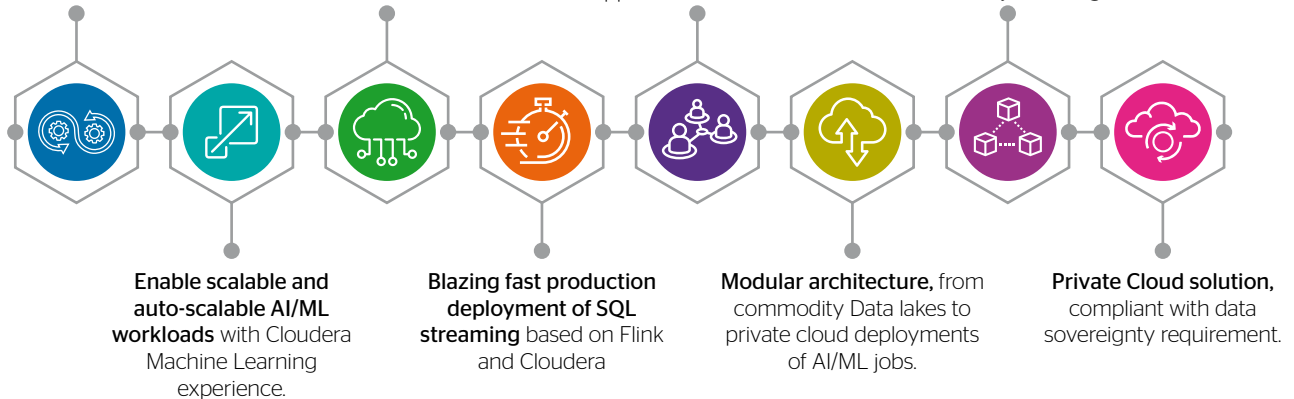 Enable scalable and
auto-scalable AI/ML
workloads with Cloudera
Machine Learning
experience.
Blazing fast production
deployment of SQL
streaming based on Flink
and Cloudera
Modular architecture, from
commodity Data lakes to
private cloud deployments
of AI/ML jobs.
Private Cloud solution,
compliant with data
sovereignty requirement.